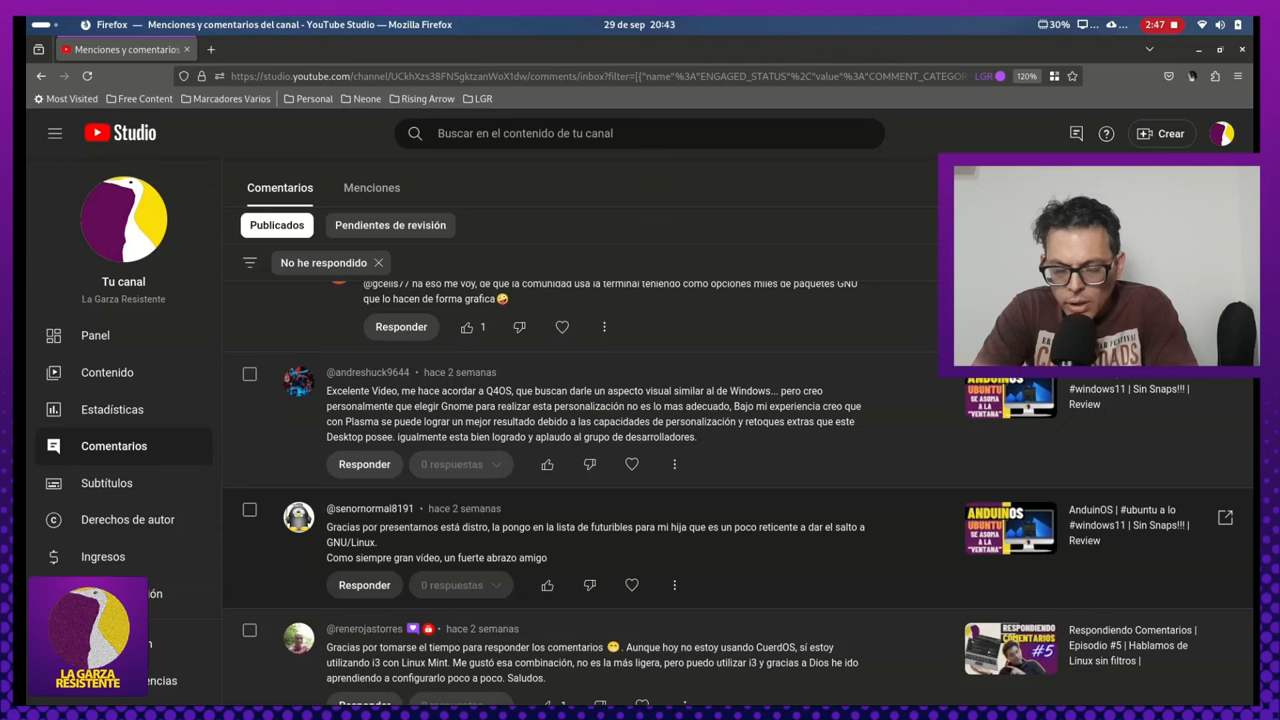 Firefox — Menciones y comentarios del canal - YouTube Studio — Mozilla Firefox
29 de sep 20:43
30%
2:47
Menciones y comentarios
https://studio.youtube.com/channel/UCkhXzs38FN5gktzanWoX1dw/comments/inbox?filter=[{"name"%3A"ENGAGED_STATUS"%2C"value"%3A"COMMENT_CATEGOR
LGR
120%
Most Visited
Free Content
Marcadores Varios
Personal
Neone
Rising Arrow
LGR
Studio
Buscar en el contenido de tu canal
Crear
Tu canal
La Garza Resistente
Panel
Contenido
Estadísticas
Comentarios
Subtítulos
Derechos de autor
Ingresos
LA GARZA
RESISTENTE
Comentarios
Menciones
Publicados
Pendientes de revisión
No he respondido
@gcelis77 ha eso me voy, de que la comunidad usa la terminal teniendo como opciones miles de paquetes GNU
que lo hacen de forma grafica🤪
Responder
1
@andreshuck9644 • hace 2 semanas
Excelente Video, me hace acordar a Q4OS, que buscan darle un aspecto visual similar al de Windows... pero creo
personalmente que elegir Gnome para realizar esta personalización no es lo mas adecuado, Bajo mi experiencia creo que
con Plasma se puede lograr un mejor resultado debido a las capacidades de personalización y retoques extras que este
Desktop posee. igualmente esta bien logrado y aplaudo al grupo de desarrolladores.
Responder
0 respuestas
ANDUINOS
UBUNTU
SE ASOMA
A LA
"VENTANA"
#windows11 | Sin Snaps!!! |
Review
@senornormal8191 • hace 2 semanas
Gracias por presentarnos está distro, la pongo en la lista de futuribles para mi hija que es un poco reticente a dar el salto a
GNU/Linux.
Como siempre gran vídeo, un fuerte abrazo amigo
Responder
0 respuestas
ANDUINOS
UBUNTU
SE ASOMA
A LA
"VENTANA"
AnduinOS | #ubuntu a lo
#windows11 | Sin Snaps!!! |
Review
@renerojastorres • hace 2 semanas
Gracias por tomarse el tiempo para responder los comentarios 😁. Aunque hoy no estoy usando CuerdOS, sí estoy
utilizando i3 con Linux Mint. Me gustó esa combinación, no es la más ligera, pero puedo utilizar i3 y gracias a Dios he ido
aprendiendo a configurarlo poco a poco. Saludos.
RESPONDIENDO
COMENTARIOS
#5
Respondiendo Comentarios |
Episodio #5 | Hablamos de
Linux sin filtros |